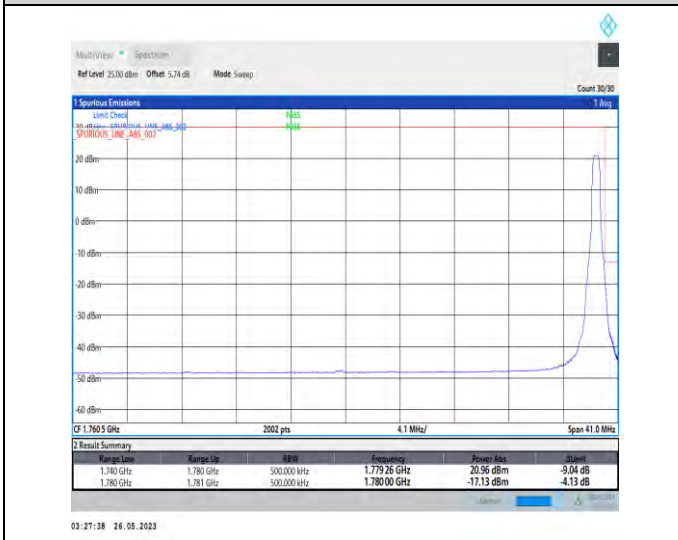 MultiView Spectrum
Ref Level 25.00 dBm Offset 5.74 dB Mode Sweep
Count 30/30
1 Spurious Emissions 1 Avg
Limit Check PASS
PASS
_SPURIOUS_LINE_ABS_002
20 dBm
10 dBm
0 dBm
-10 dBm
-20 dBm
-30 dBm
-40 dBm
-50 dBm
-60 dBm
CF 1.7605 GHz 2002 pts 4.1 MHz/ Span 41.0 MHz
2 Result Summary
Range Low Range Up RBW Frequency Power Abs ΔLimit
1.740 GHz 1.780 GHz 500.000 kHz 1.779 26 GHz 20.96 dBm -9.04 dB
1.780 GHz 1.781 GHz 500.000 kHz 1.780 00 GHz -17.13 dBm -4.13 dB
03:27:38 26.05.2023